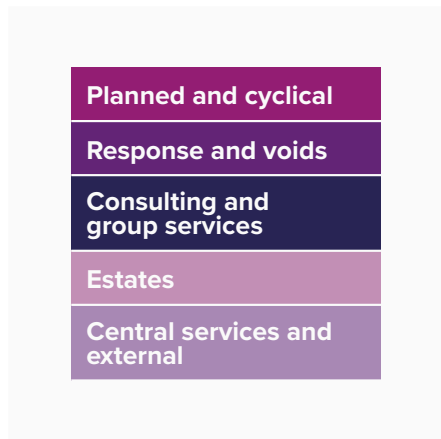 Planned and cyclical
Response and voids
Consulting and
group services
Estates
Central services and
external